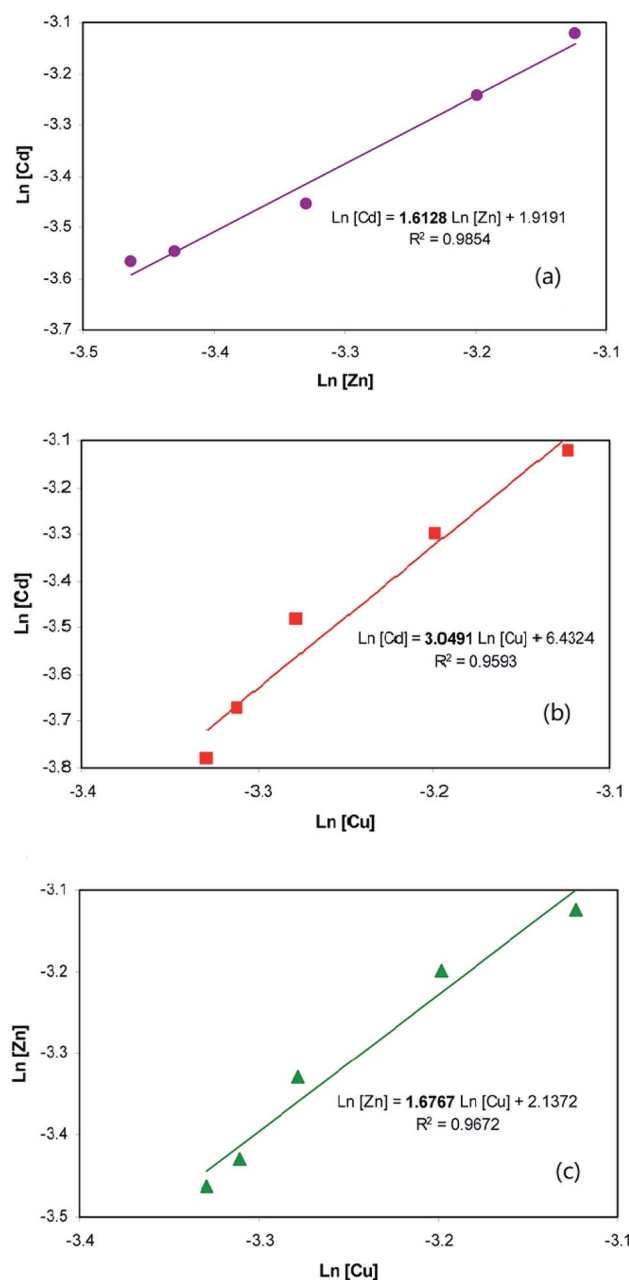 -3.1
-3.2
-3.3
-3.4
-3.5
-3.6
-3.7
Ln [Cd]
Ln [Cd] = 1.6128 Ln [Zn] + 1.9191
R² = 0.9854
(a)
-3.5 -3.4 -3.3 -3.2 -3.1
Ln [Zn]
-3.1
-3.2
-3.3
-3.4
-3.5
-3.6
-3.7
-3.8
Ln [Cd]
Ln [Cd] = 3.0491 Ln [Cu] + 6.4324
R² = 0.9593
(b)
-3.4 -3.3 -3.2 -3.1
Ln [Cu]
-3.1
-3.2
-3.3
-3.4
-3.5
Ln [Zn]
Ln [Zn] = 1.6767 Ln [Cu] + 2.1372
R² = 0.9672
(c)
-3.4 -3.3 -3.2 -3.1
Ln [Cu]